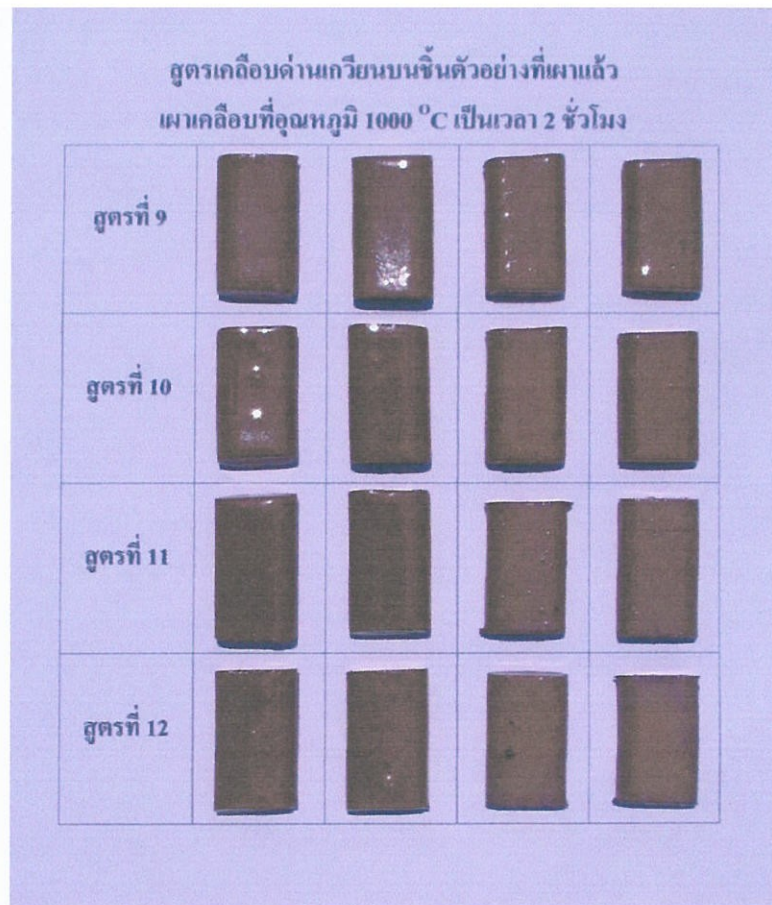 สูตรเคลือบด่านเกวียนบนชิ้นตัวอย่างที่เผาแล้ว
เผาเคลือบที่อุณหภูมิ 1000 °C เป็นเวลา 2 ชั่วโมง
สูตรที่ 9
สูตรที่ 10
สูตรที่ 11
สูตรที่ 12